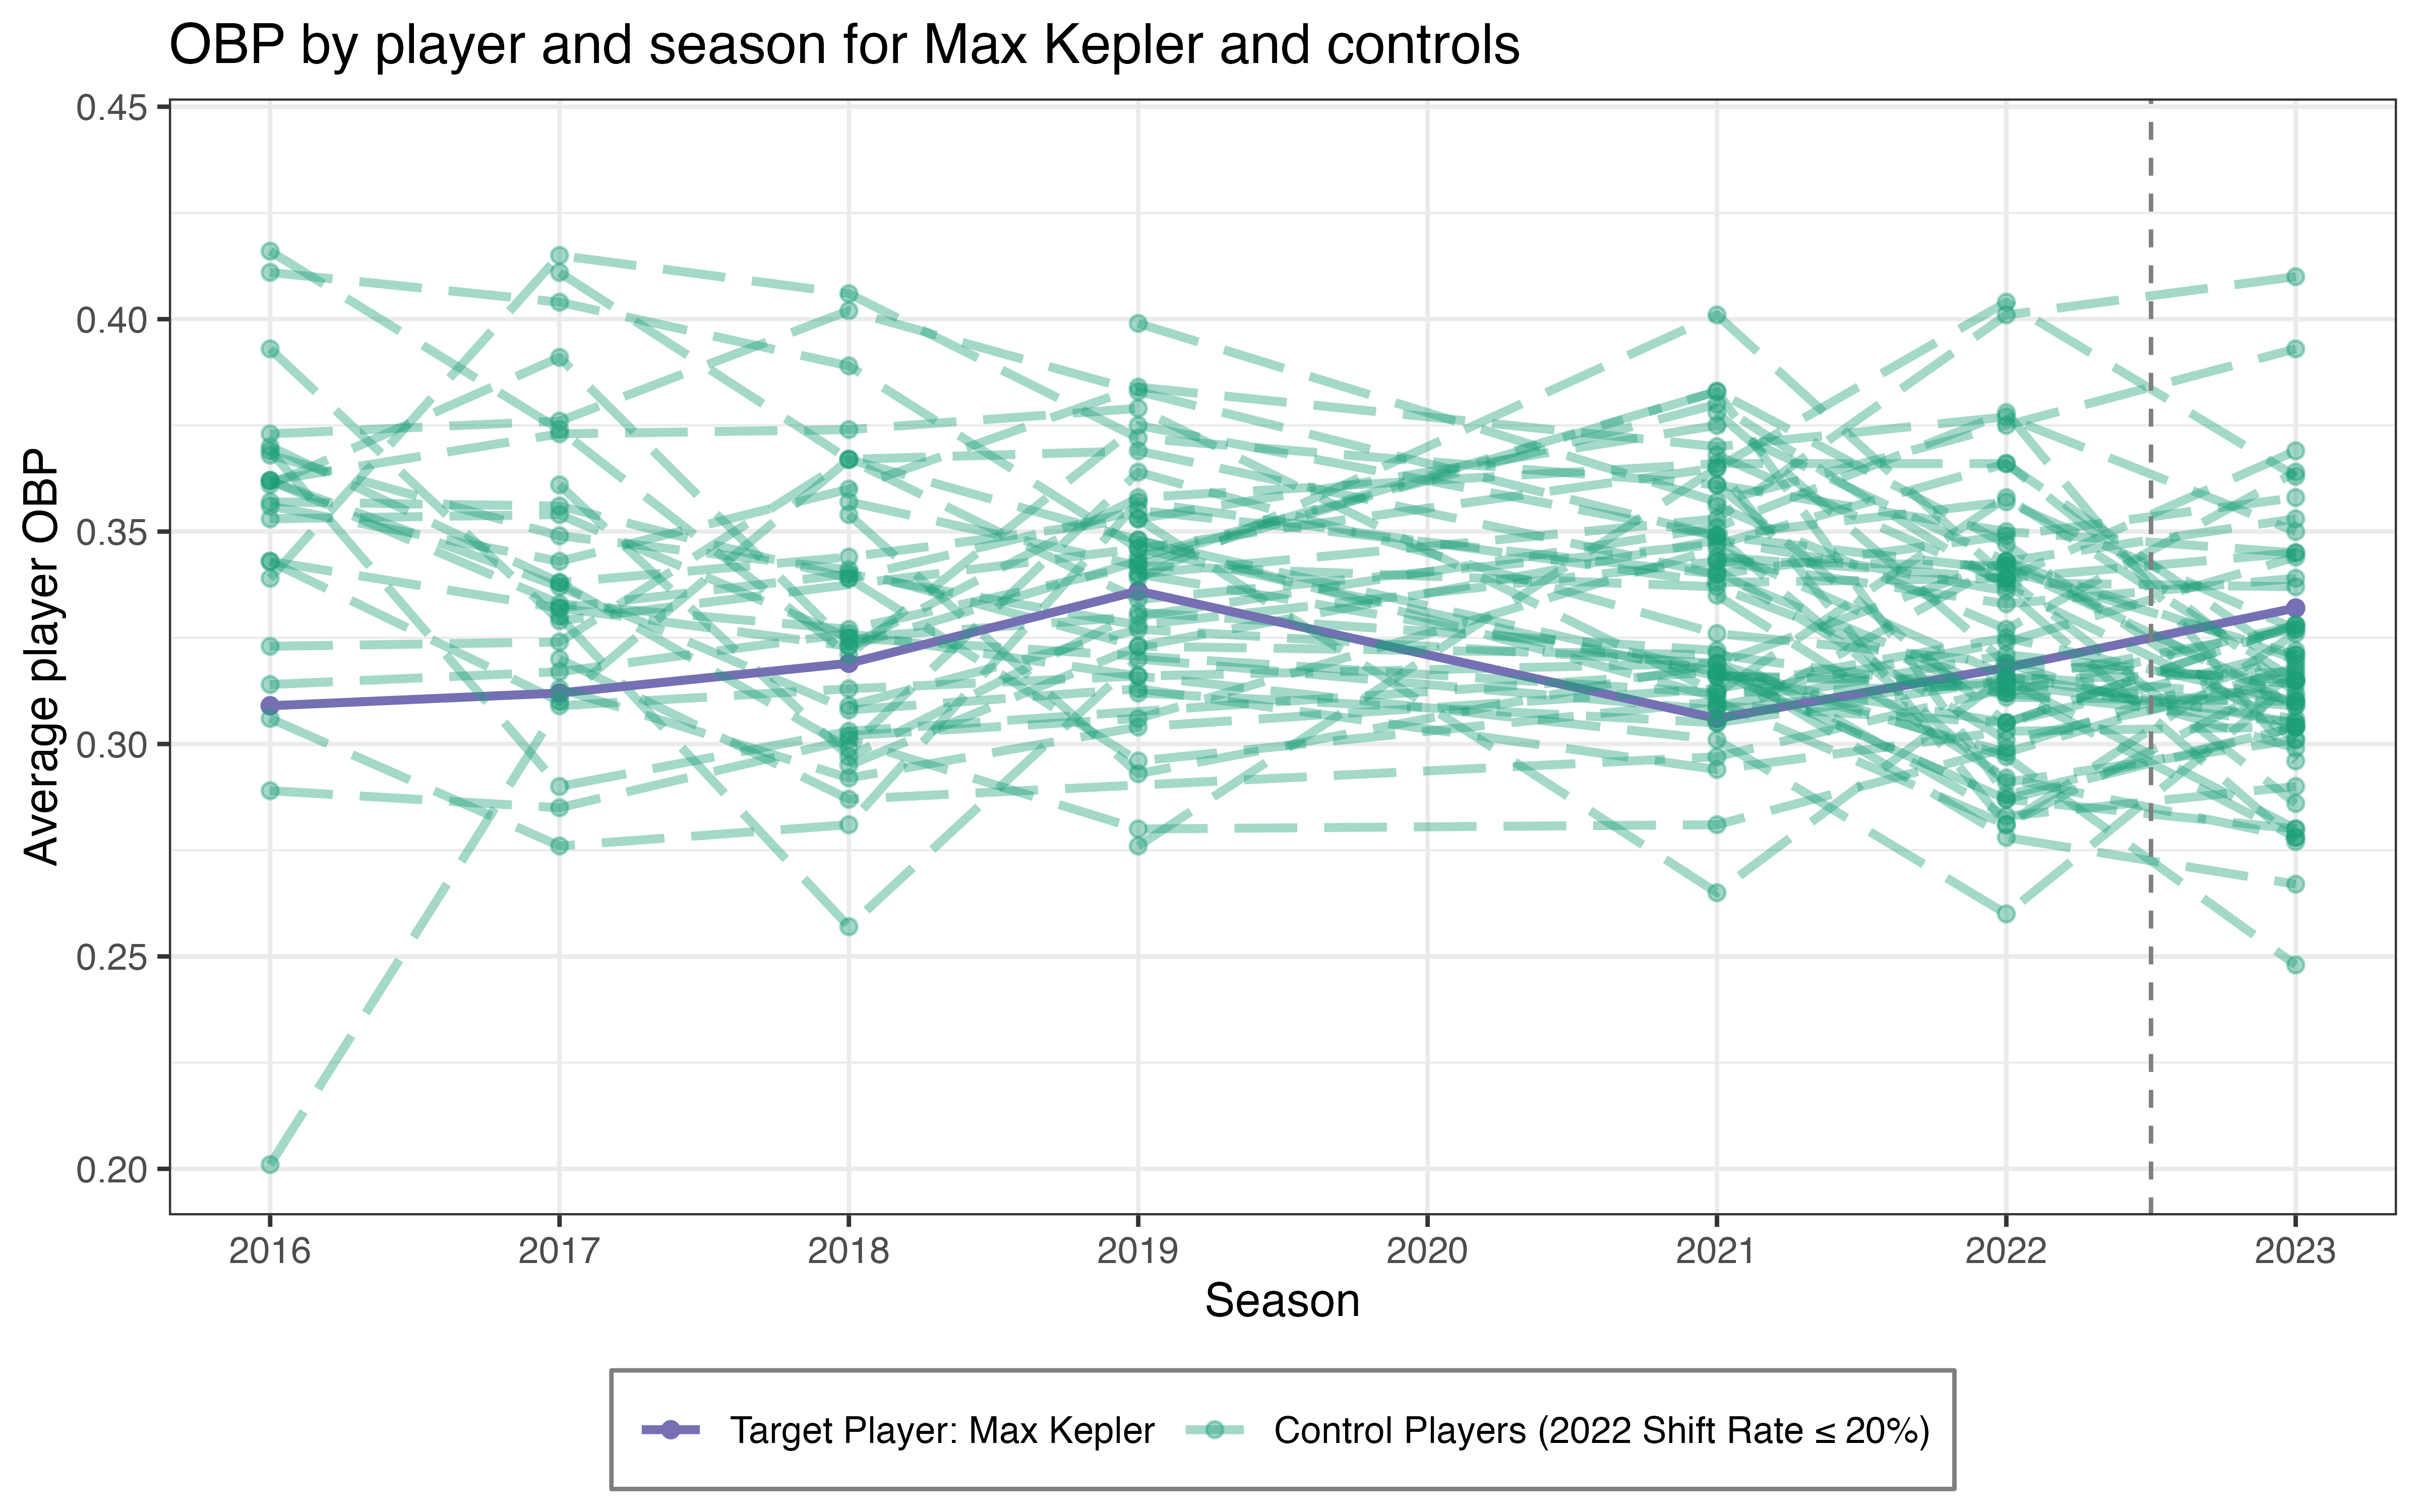 OBP by player and season for Max Kepler and controls
Average player OBP
0.45
0.40
0.35
0.30
0.25
0.20
2016 2017 2018 2019 2020 2021 2022 2023
Season
Target Player: Max Kepler Control Players (2022 Shift Rate ≤ 20%)